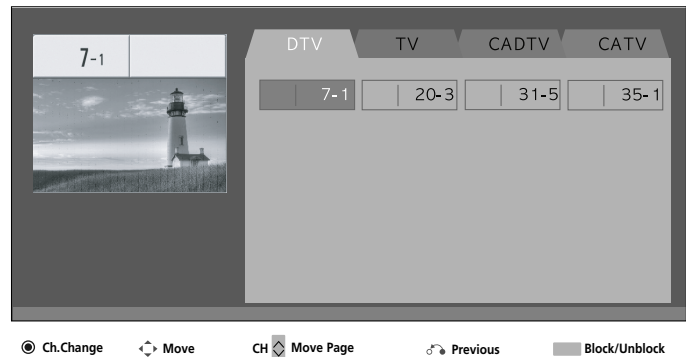 7-1
DTV TV CADTV CATV
7-1 20-3 31-5 35-1
Ch.Change Move CH Move Page Previous Block/Unblock